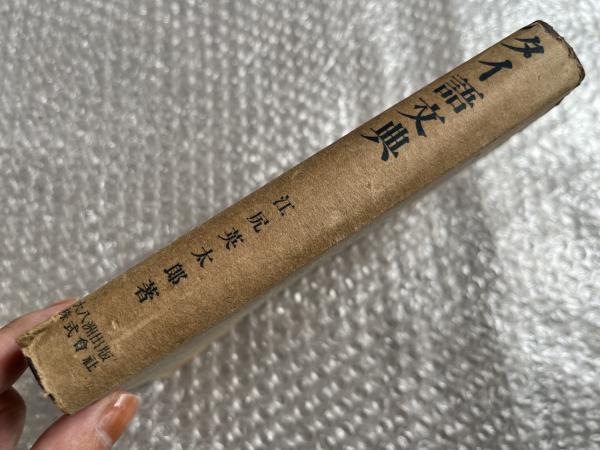 タイ語文典
江尻英太郎著
大八洲出版
株式會社